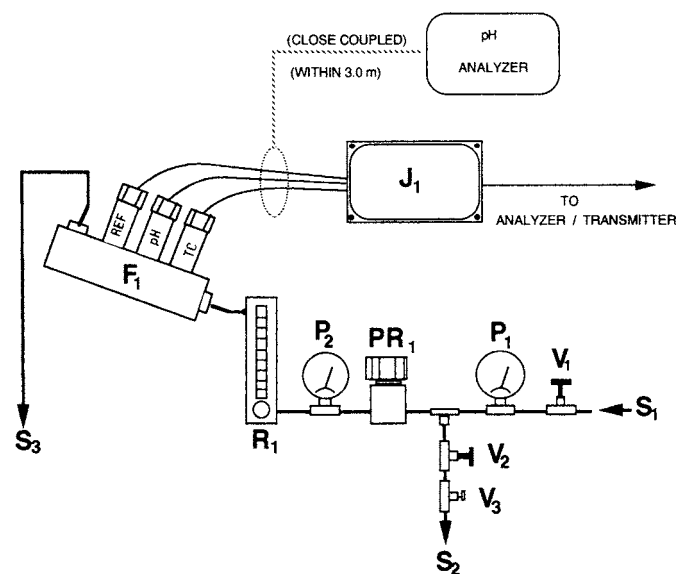 (CLOSE COUPLED)
(WITHIN 3.0 m)
pH
ANALYZER
J1
TO
ANALYZER / TRANSMITTER
REF
pH
TC
F1
P2
PR1
P1
V1
S1
S3
R1
V2
V3
S2